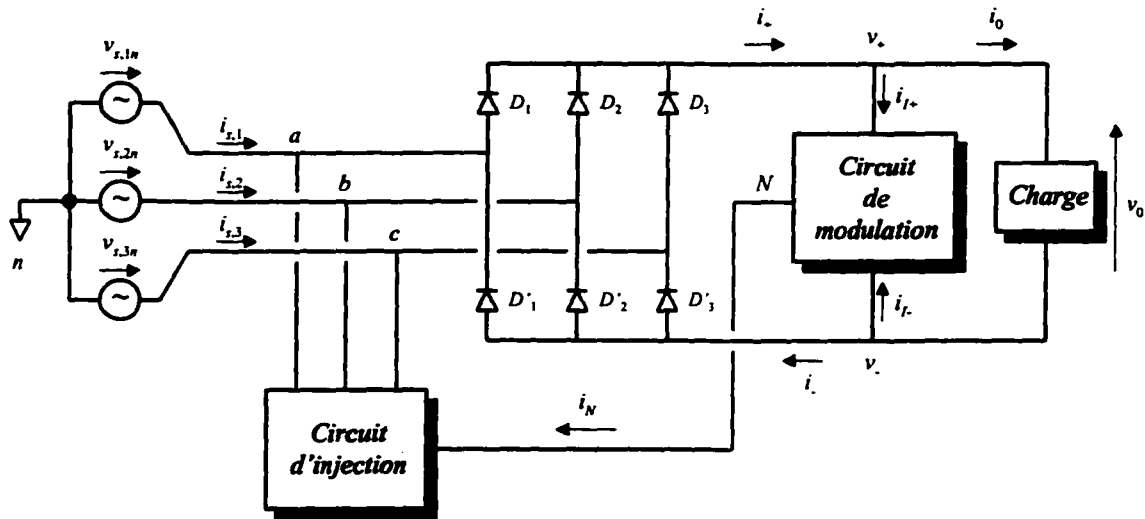 v_{s,1n}
v_{s,2n}
v_{s,3n}
n
i_{s,1}
i_{s,2}
i_{s,3}
a
b
c
D_1
D_2
D_3
D'_1
D'_2
D'_3
i_+
v_+
i_0
i_{I+}
Circuit
de
modulation
N
Charge
v_0
i_{I-}
i_-
v_-
i_N
Circuit
d'injection